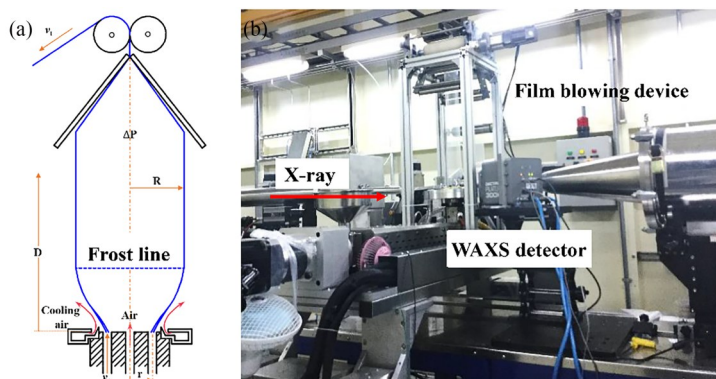 (a)
v₁
ΔP
R
D
Frost line
Cooling
air
Air
v
r
(b)
Film blowing device
X-ray
WAXS detector